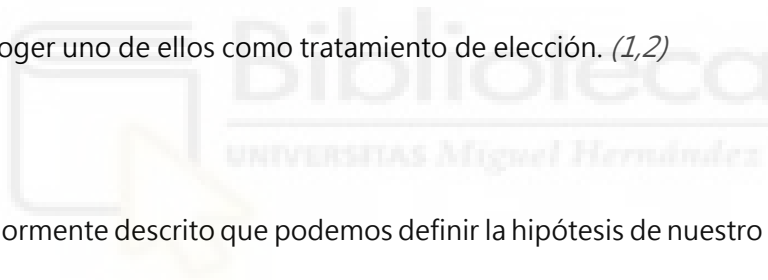 oger uno de ellos como tratamiento de elección. (1,2)
Biblioteca
UNIVERSITAS Miguel Hernández
ormente descrito que podemos definir la hipótesis de nuestro